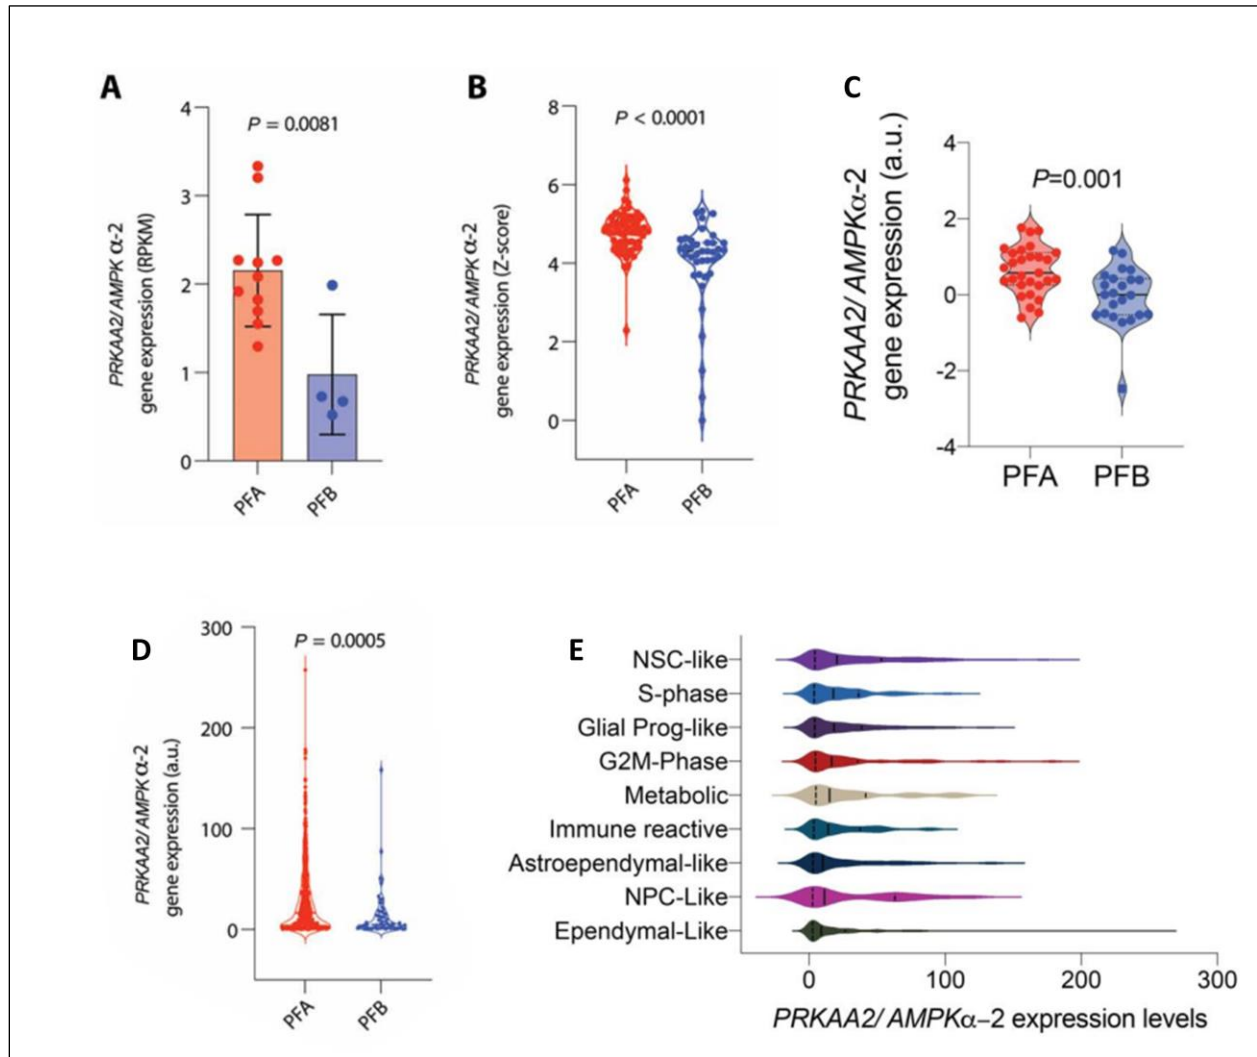 A
PRKAA2/ AMPK α-2
gene expression (RPKM)
4
3
2
1
0
P = 0.0081
PFA
PFB
B
PRKAA2/ AMPK α-2
gene expression (Z-score)
8
6
4
2
0
P < 0.0001
PFA
PFB
C
PRKAA2/ AMPKα-2
gene expression (a.u.)
4
2
0
-2
-4
P=0.001
PFA
PFB
D
PRKAA2/ AMPK α-2
gene expression (a.u.)
300
200
100
0
P = 0.0005
PFA
PFB
E
NSC-like
S-phase
Glial Prog-like
G2M-Phase
Metabolic
Immune reactive
Astroependymal-like
NPC-Like
Ependymal-Like
0 100 200 300
PRKAA2/ AMPKα–2 expression levels